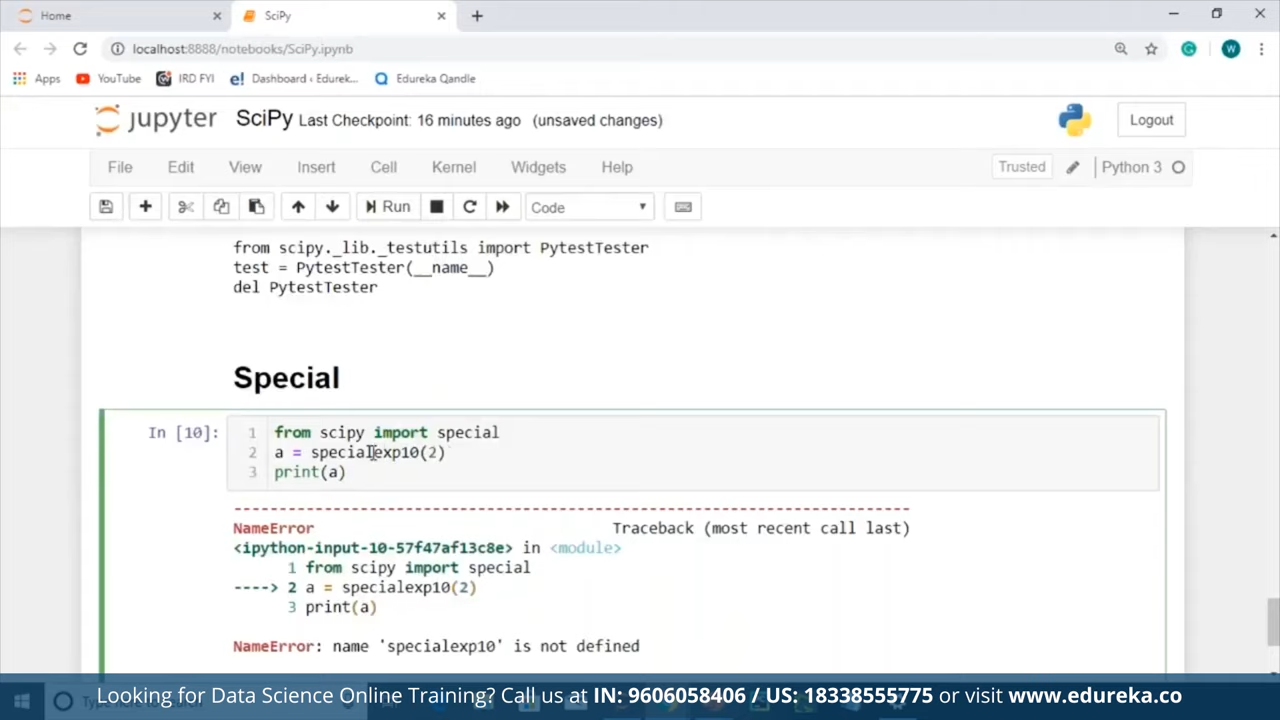 Home
SciPy
localhost:8888/notebooks/SciPy.ipynb
W
Apps
YouTube
IRD FYI
Dashboard ‹ Edurek...
Edureka Qandle
jupyter
SciPy Last Checkpoint: 16 minutes ago (unsaved changes)
Logout
File Edit View Insert Cell Kernel Widgets Help
Trusted
Python 3
Run
Code
from scipy._lib._testutils import PytestTester
test = PytestTester(__name__)
del PytestTester
Special
In [10]:
1 from scipy import special
2 a = specialexp10(2)
3 print(a)
---------------------------------------------------------------------------
NameError Traceback (most recent call last)
<ipython-input-10-57f47af13c8e> in <module>
1 from scipy import special
----> 2 a = specialexp10(2)
3 print(a)
NameError: name 'specialexp10' is not defined
Looking for Data Science Online Training? Call us at IN: 9606058406 / US: 18338555775 or visit www.edureka.co